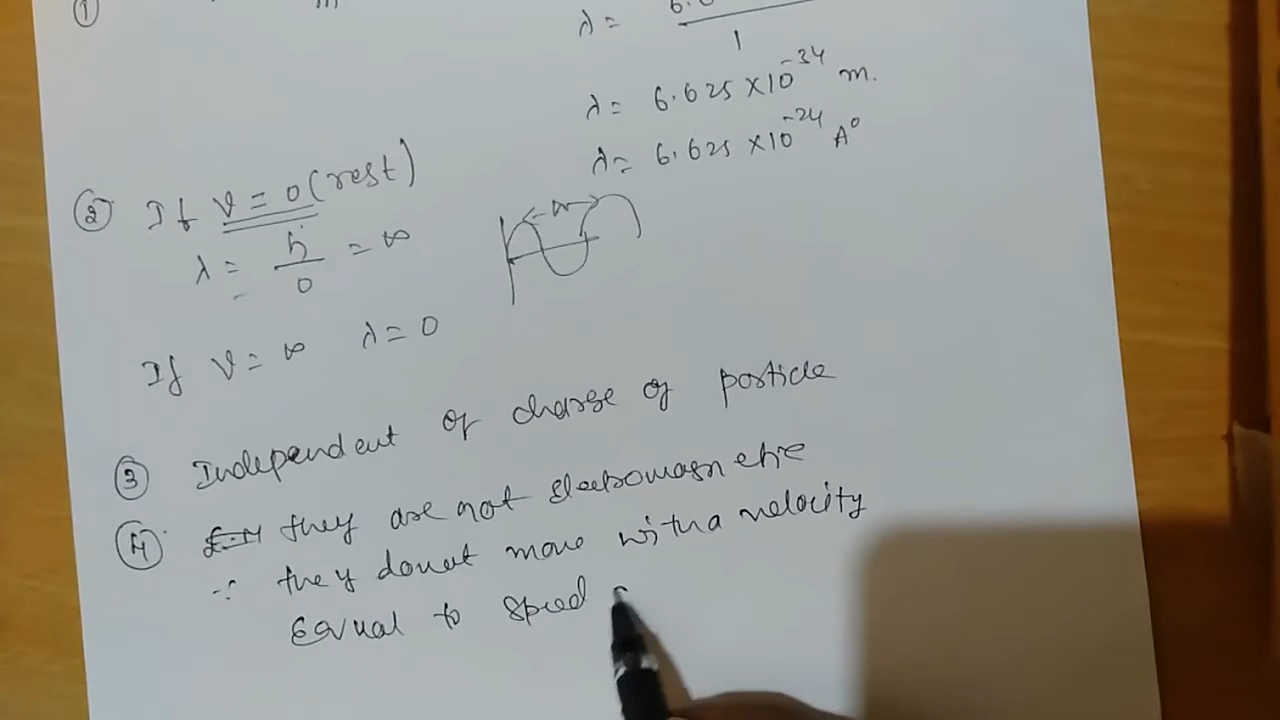 ①
m
λ = 6.6
1
λ = 6.625 × 10⁻³⁴ m.
λ = 6.625 × 10⁻²⁴ A°
② If v = 0 (rest)
λ = h/0 = ∞
λ
If v = ∞ λ = 0
③ Independent of charge of particle
④ E.M they are not Electromagnetic
∵ they donot move with a velocity
Equal to speed